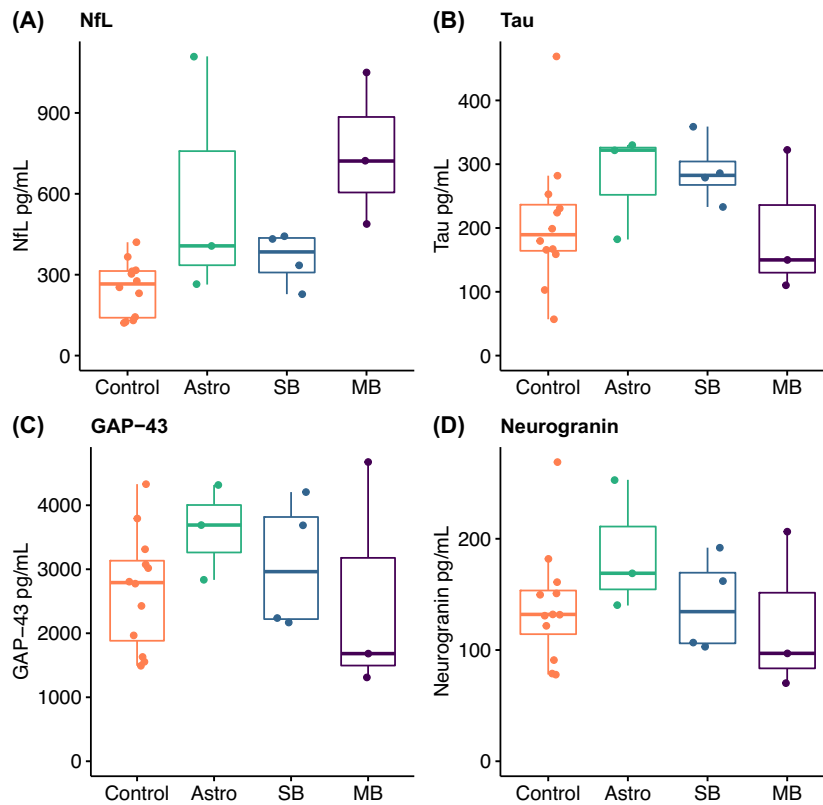 (A) NfL
NfL pg/mL
900
600
300
0
Control Astro SB MB
(B) Tau
Tau pg/mL
400
300
200
100
0
Control Astro SB MB
(C) GAP−43
GAP−43 pg/mL
4000
3000
2000
1000
0
Control Astro SB MB
(D) Neurogranin
Neurogranin pg/mL
200
100
0
Control Astro SB MB